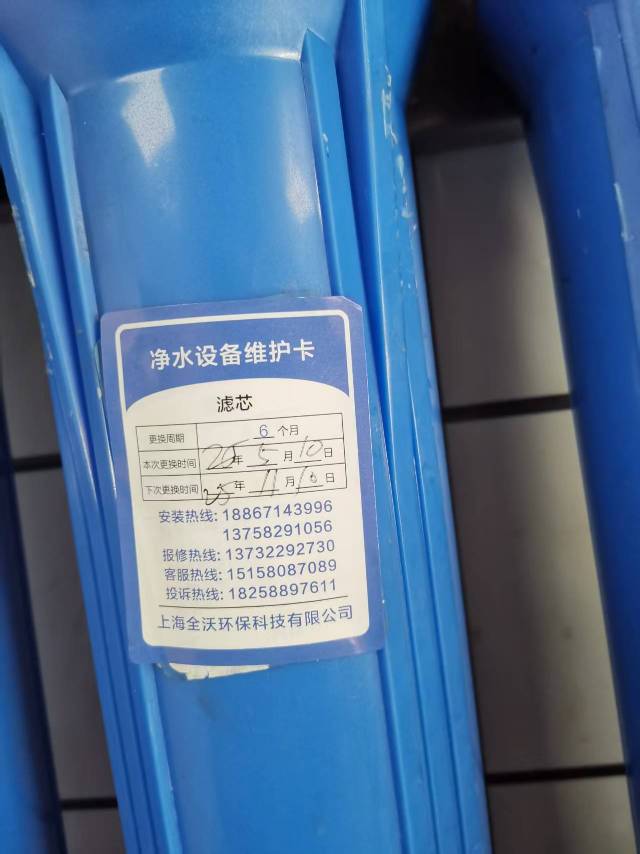 净水设备维护卡
滤芯
更换周期 6 个月
本次更换时间 25年 5 月 10 日
下次更换时间 25 年 11 月 10 日
安装热线: 18867143996
13758291056
报修热线: 13732292730
客服热线: 15158087089
投诉热线: 18258897611
上海全沃环保科技有限公司